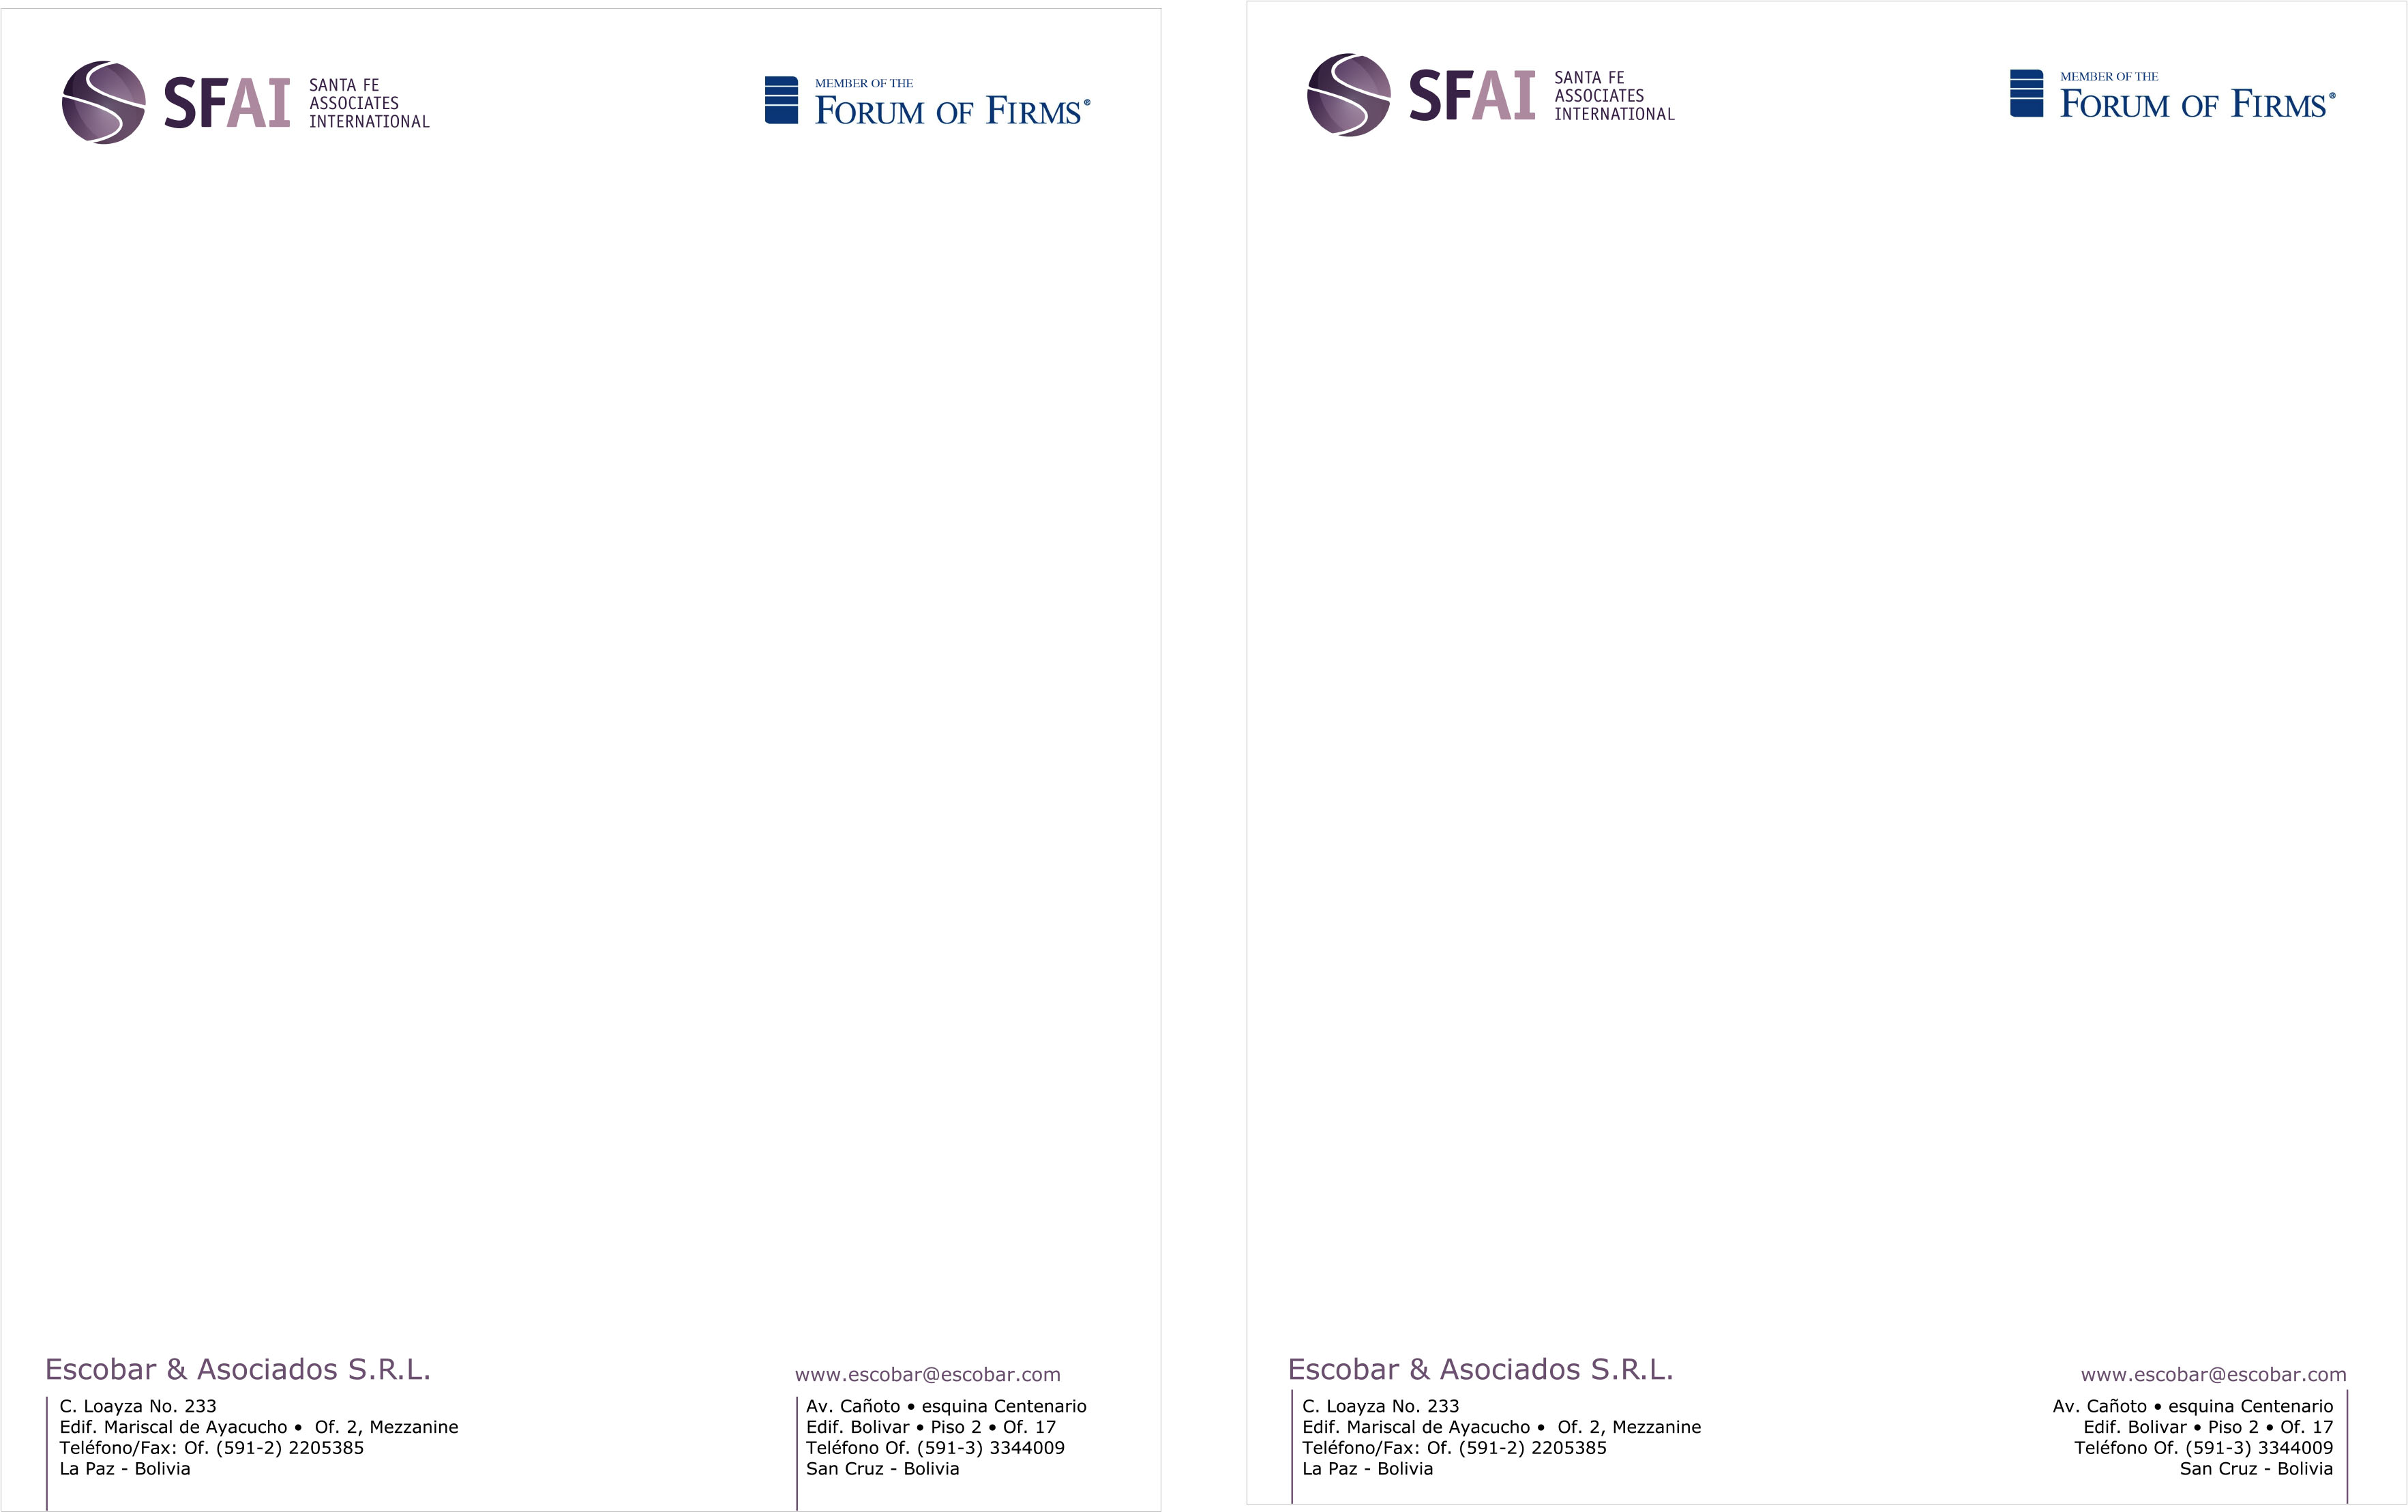 SFAI
SANTA FE
ASSOCIATES
INTERNATIONAL
MEMBER OF THE
FORUM OF FIRMS®
Escobar & Asociados S.R.L.
C. Loayza No. 233
Edif. Mariscal de Ayacucho • Of. 2, Mezzanine
Teléfono/Fax: Of. (591-2) 2205385
La Paz - Bolivia
www.escobar@escobar.com
Av. Cañoto • esquina Centenario
Edif. Bolivar • Piso 2 • Of. 17
Teléfono Of. (591-3) 3344009
San Cruz - Bolivia
SFAI
SANTA FE
ASSOCIATES
INTERNATIONAL
MEMBER OF THE
FORUM OF FIRMS®
Escobar & Asociados S.R.L.
C. Loayza No. 233
Edif. Mariscal de Ayacucho • Of. 2, Mezzanine
Teléfono/Fax: Of. (591-2) 2205385
La Paz - Bolivia
www.escobar@escobar.com
Av. Cañoto • esquina Centenario
Edif. Bolivar • Piso 2 • Of. 17
Teléfono Of. (591-3) 3344009
San Cruz - Bolivia